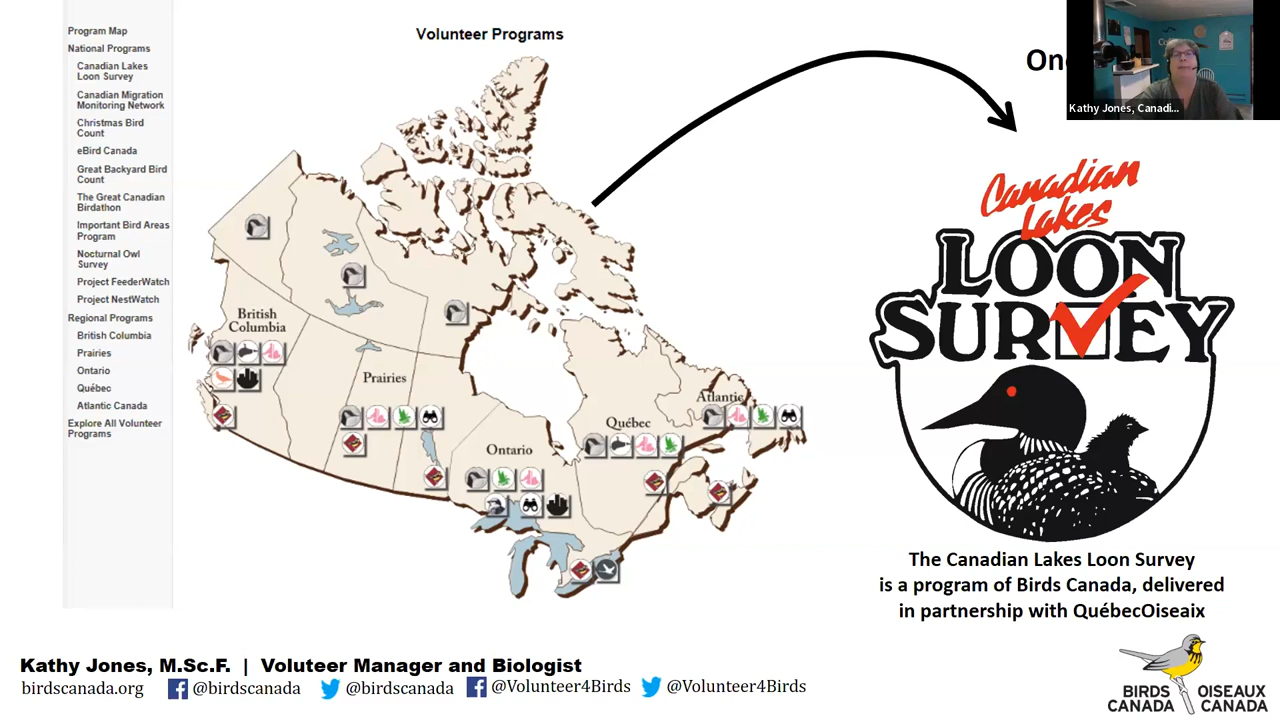 Program Map
National Programs
Canadian Lakes
Loon Survey
Canadian Migration
Monitoring Network
Christmas Bird
Count
eBird Canada
Great Backyard Bird
Count
The Great Canadian
Birdathon
Important Bird Areas
Program
Nocturnal Owl
Survey
Project FeederWatch
Project NestWatch
Regional Programs
British Columbia
Prairies
Ontario
Québec
Atlantic Canada
Explore All Volunteer
Programs
Volunteer Programs
British
Columbia
Prairies
Ontario
Québec
Atlantic
Kathy Jones, Canadi...
Canadian
Lakes
LOON
SURVEY
The Canadian Lakes Loon Survey
is a program of Birds Canada, delivered
in partnership with QuébecOiseaix
Kathy Jones, M.Sc.F. | Voluteer Manager and Biologist
birdscanada.org @birdscanada @birdscanada @Volunteer4Birds @Volunteer4Birds
BIRDS CANADA
OISEAUX CANADA